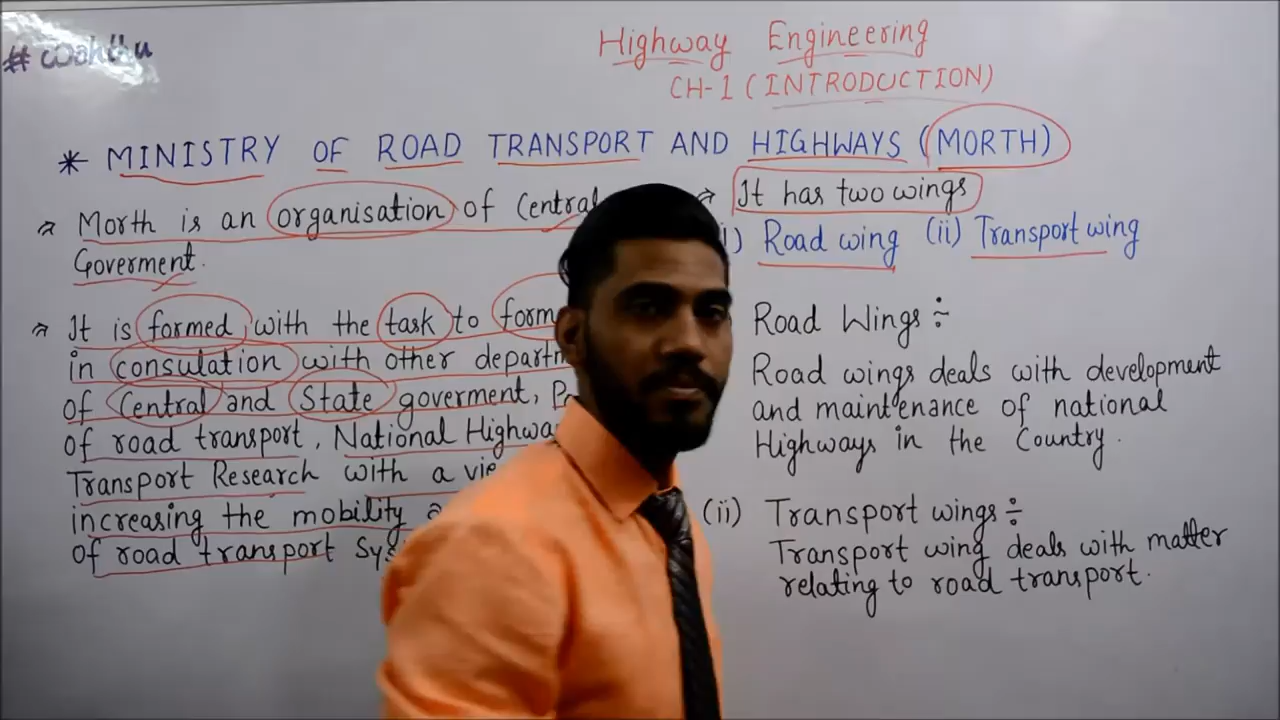 # Wahthu
Highway Engineering
CH-1 (INTRODUCTION)
* MINISTRY OF ROAD TRANSPORT AND HIGHWAYS (MORTH)
Morth is an organisation of Central
Goverment.
It is formed with the task to form
in consulation with other departm
of Central and State goverment,
of road transport, National Highwa
Transport Research with a vie
increasing the mobility a
of road transport Sys
It has two wings
i) Road wing (ii) Transport wing
Road Wings ÷
Road wings deals with development
and maintenance of national
Highways in the Country.
(ii) Transport wings ÷
Transport wing deals with matter
relating to road transport.